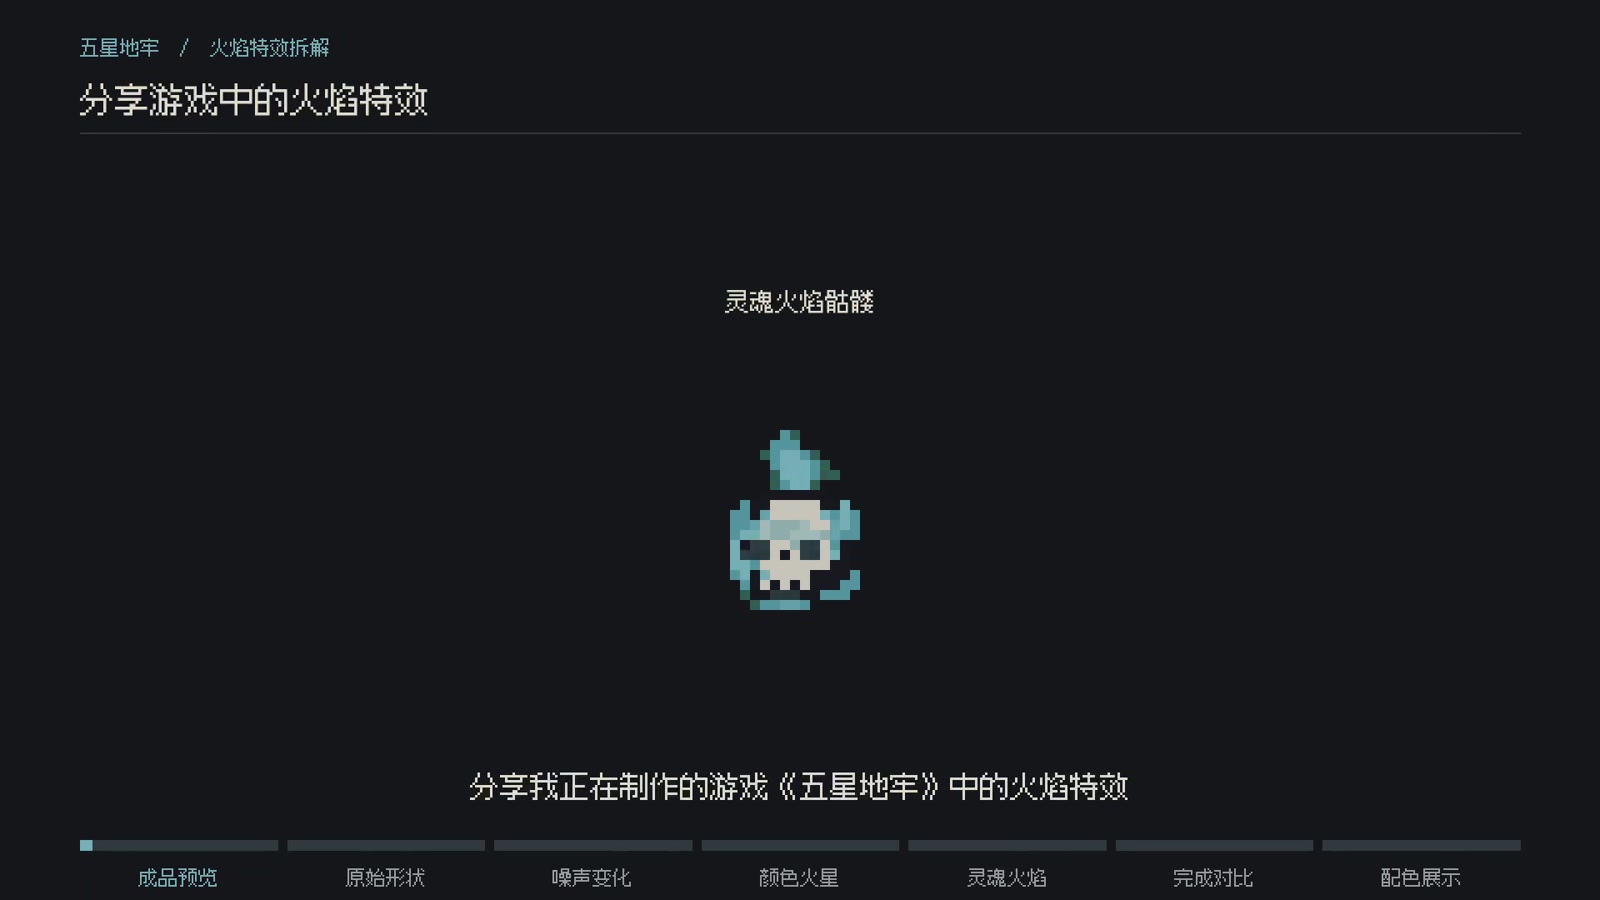 五星地牢 / 火焰特效拆解
分享游戏中的火焰特效
灵魂火焰骷髅
分享我正在制作的游戏《五星地牢》中的火焰特效
成品预览 原始形状 噪声变化 颜色火星 灵魂火焰 完成对比 配色展示